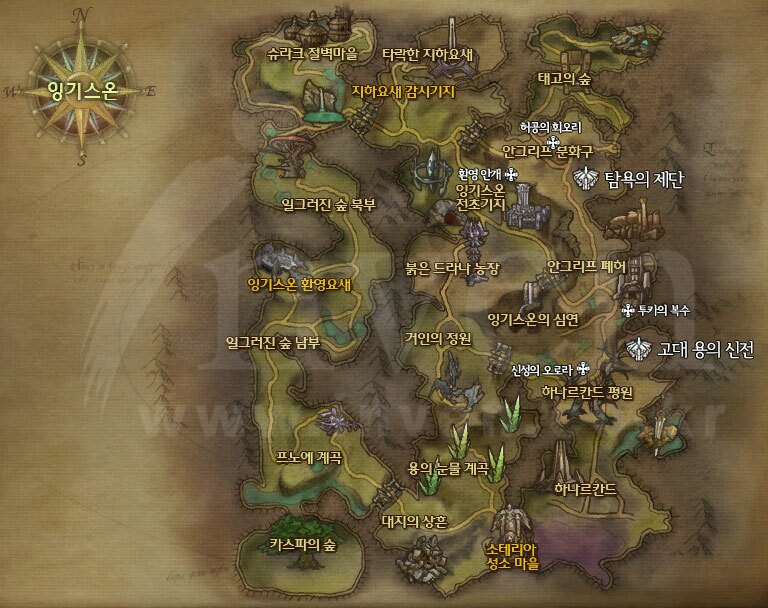 N
W
E
S
잉기스온
슈라크 절벽마을
타락한 지하요새
태고의 숲
지하요새 감시기지
허공의 회오리
안그리프 분화구
환영 안개
탐욕의 제단
잉기스온
전초기지
일그러진 숲 북부
붉은 드라나 농장
안그리프 폐허
잉기스온 환영요새
투카의 복수
잉기스온의 심연
일그러진 숲 남부
거인의 정원
고대 용의 신전
신성의 오로라
하나르칸드 평원
프노에 계곡
용의 눈물 계곡
하나르칸드
대지의 상흔
카스파의 숲
소테리아
성소 마을